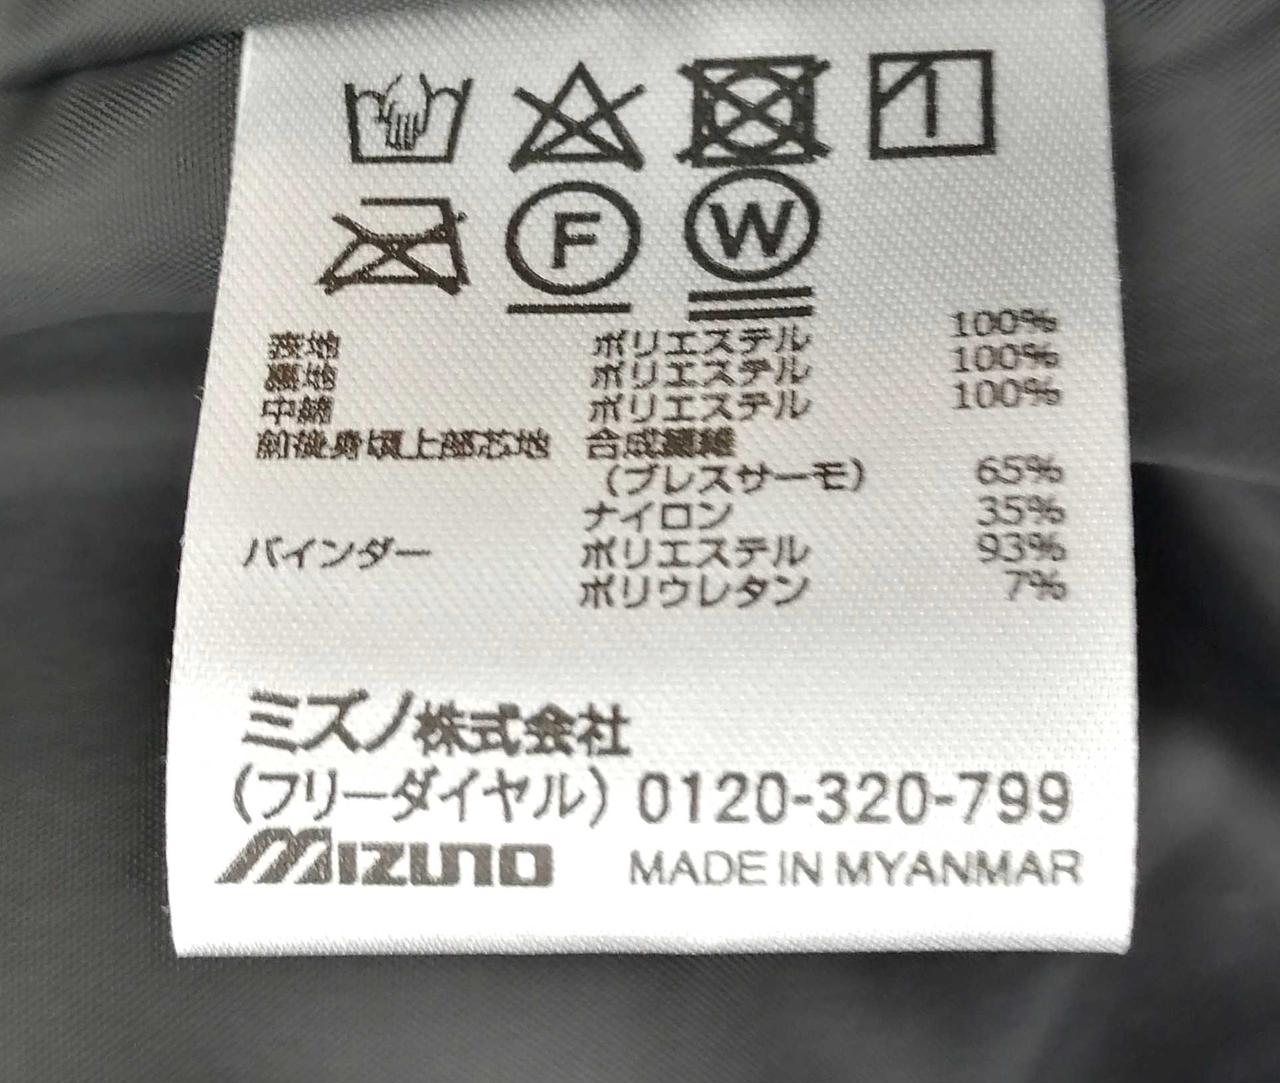 F W
表地 ポリエステル 100%
裏地 ポリエステル 100%
中綿 ポリエステル 100%
前後身頃上部芯地 合成繊維
(ブレスサーモ) 65%
ナイロン 35%
バインダー ポリエステル 93%
ポリウレタン 7%
ミズノ株式会社
(フリーダイヤル) 0120-320-799
MIZUNO MADE IN MYANMAR